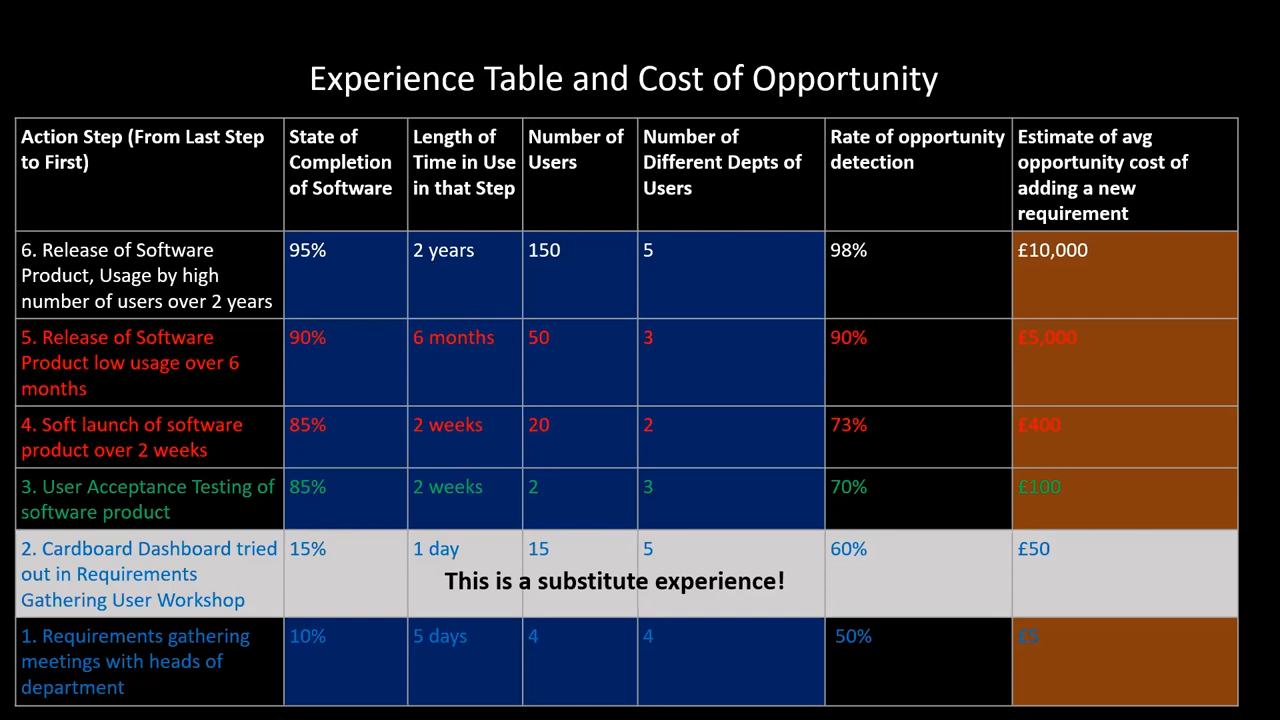 Experience Table and Cost of Opportunity
Action Step (From Last Step to First) State of Completion of Software Length of Time in Use in that Step Number of Users Number of Different Depts of Users Rate of opportunity detection Estimate of avg opportunity cost of adding a new requirement
6. Release of Software Product, Usage by high number of users over 2 years 95% 2 years 150 5 98% £10,000
5. Release of Software Product low usage over 6 months 90% 6 months 50 3 90% £5,000
4. Soft launch of software product over 2 weeks 85% 2 weeks 20 2 73% £400
3. User Acceptance Testing of software product 85% 2 weeks 2 3 70% £100
2. Cardboard Dashboard tried out in Requirements Gathering User Workshop 15% 1 day 15 5 60% £50
This is a substitute experience!
1. Requirements gathering meetings with heads of department 10% 5 days 4 4 50% £5